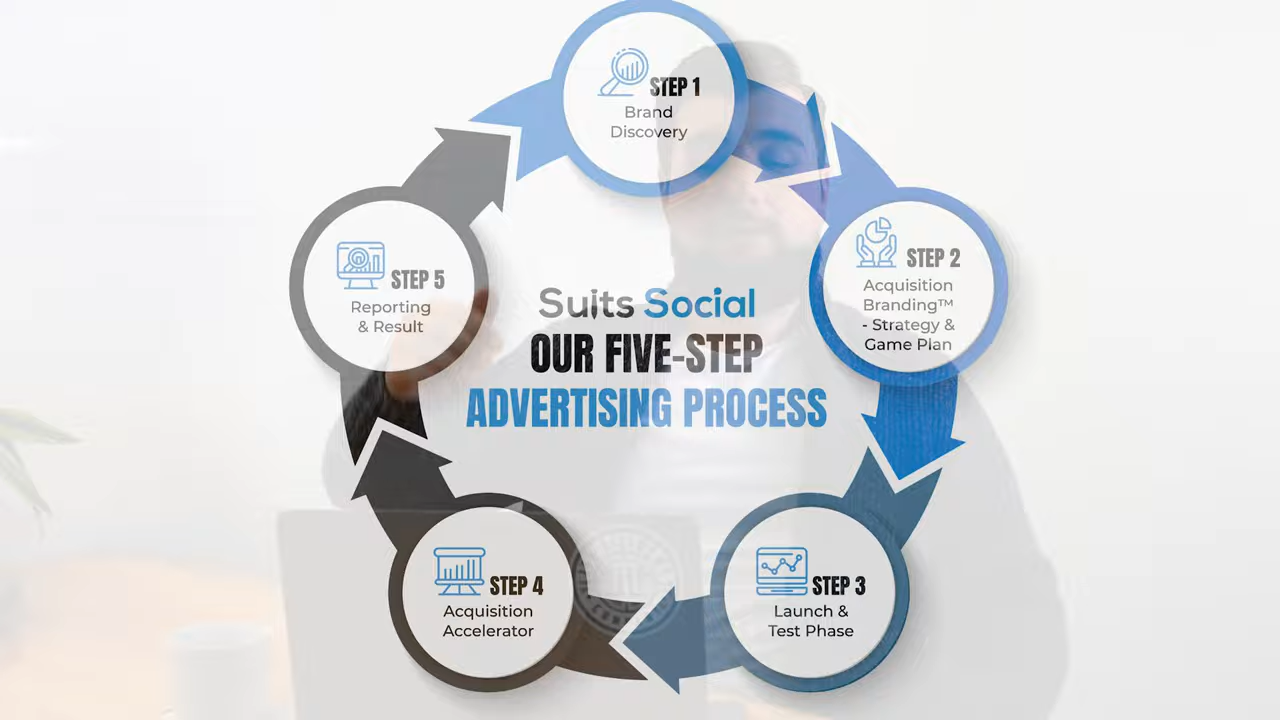 STEP 1
Brand
Discovery
STEP 2
Acquisition
Branding™
- Strategy &
Game Plan
STEP 5
Reporting
& Result
Suits Social
OUR FIVE-STEP
ADVERTISING PROCESS
STEP 4
Acquisition
Accelerator
STEP 3
Launch &
Test Phase